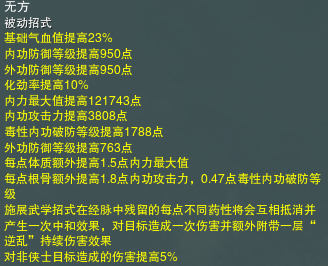 无方
被动招式
基础气血值提高23%
内功防御等级提高950点
外功防御等级提高950点
化劲率提高10%
内力最大值提高121743点
内功攻击力提高3808点
毒性内功破防等级提高1788点
外功防御等级提高763点
每点体质额外提高1.5点内力最大值
每点根骨额外提高1.8点内功攻击力，0.47点毒性内功破防等
级
施展武学招式在经脉中残留的每点不同药性将会互相抵消并
产生一次中和效果，对目标造成一次伤害并额外附带一层“
逆乱”持续伤害效果
对非侠士目标造成的伤害提高5%